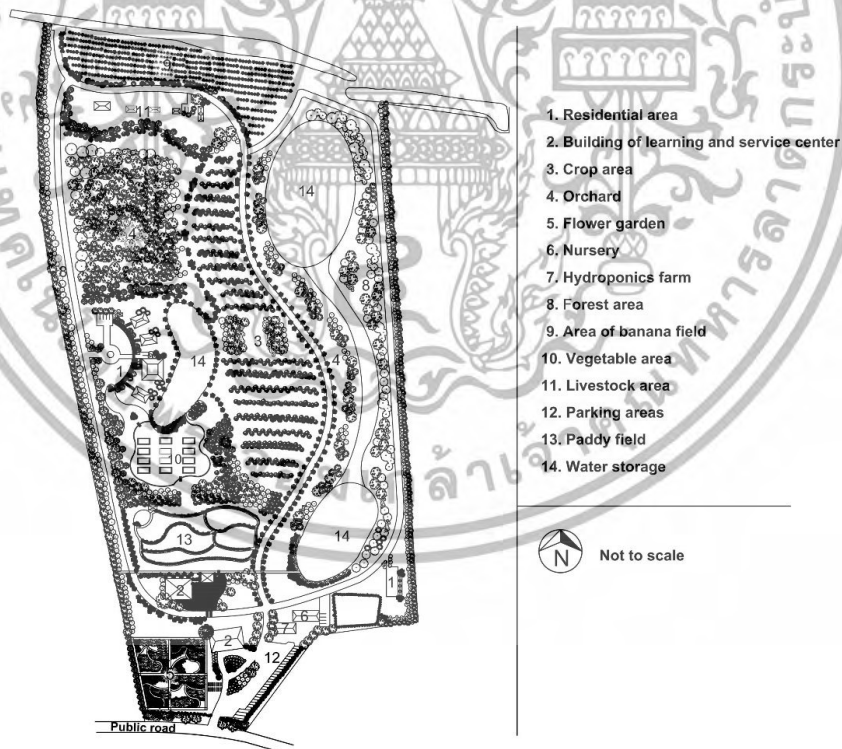 9
11
14
4
8
3
14
4
1
10
13
14
2
1
6
7
2
12
Public road
1. Residential area
2. Building of learning and service center
3. Crop area
4. Orchard
5. Flower garden
6. Nursery
7. Hydroponics farm
8. Forest area
9. Area of banana field
10. Vegetable area
11. Livestock area
12. Parking areas
13. Paddy field
14. Water storage
N
Not to scale